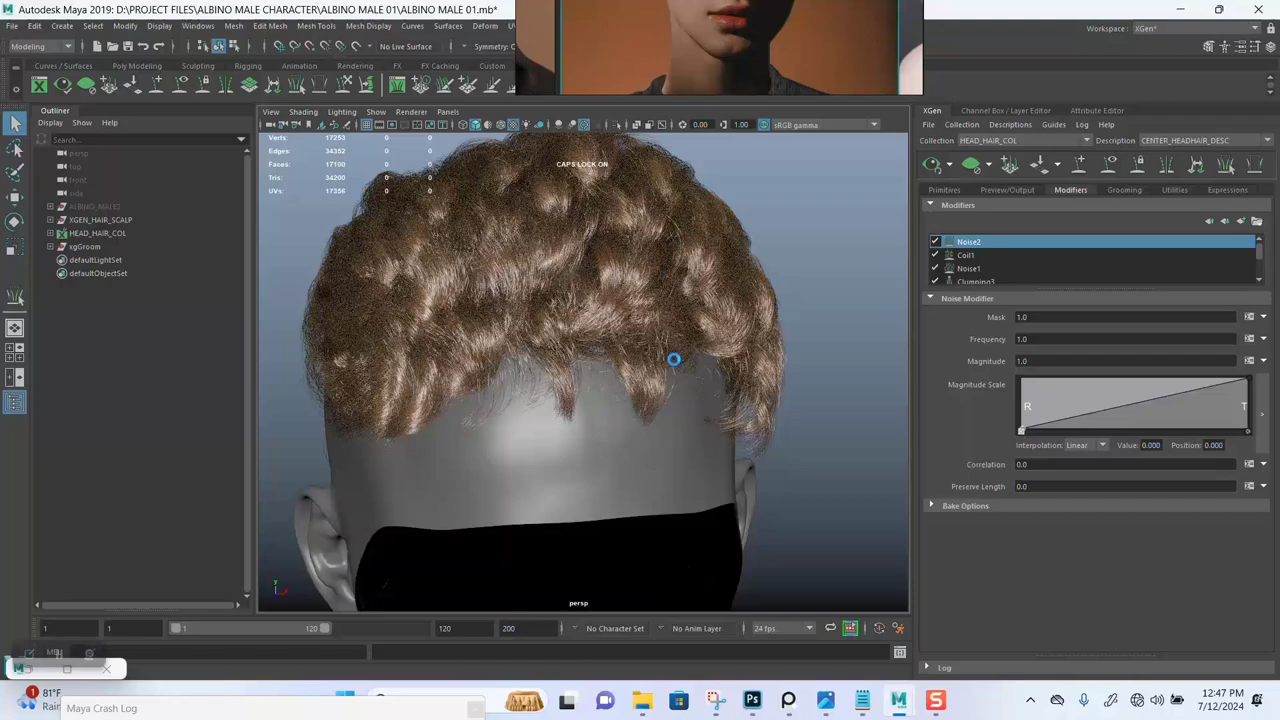 Autodesk Maya 2019: D:\PROJECT FILES\ALBINO MALE CHARACTER\ALBINO MALE 01\ALBINO MALE 01.mb*
File Edit Create Select Modify Display Windows Mesh Edit Mesh Mesh Tools Mesh Display Curves Surfaces Deform
Workspace : XGen*
Modeling No Live Surface Symmetry:
Curves / Surfaces Poly Modeling Sculpting Rigging Animation Rendering FX FX Caching Custom
Outliner
Display Show Help
Search...
persp
top
front
side
ALBINO_MALE2
XGEN_HAIR_SCALP
HEAD_HAIR_COL
xgGroom
defaultLightSet
defaultObjectSet
View Shading Lighting Show Renderer Panels
0.00 1.00 sRGB gamma
Verts: 17253 0 0
Edges: 34352 0 0
Faces: 17100 0 0
Tris: 34200 0 0
UVs: 17356 0 0
CAPS LOCK ON
persp
XGen Channel Box / Layer Editor Attribute Editor
File Collection Descriptions Guides Log Help
Collection HEAD_HAIR_COL Description CENTER_HEADHAIR_DESC
Primitives Preview/Output Modifiers Grooming Utilities Expressions
Modifiers
Noise2
Coil1
Noise1
Clumping3
Noise Modifier
Mask 1.0
Frequency 1.0
Magnitude 1.0
Magnitude Scale
R T
Interpolation: Linear Value: 0.000 Position: 0.000
Correlation 0.0
Preserve Length 0.0
Bake Options
Log
1 1 1 120 120 200 No Character Set No Anim Layer 24 fps
Maya Crash Log
1
81°F
Ps
12:47 PM
7/12/2024